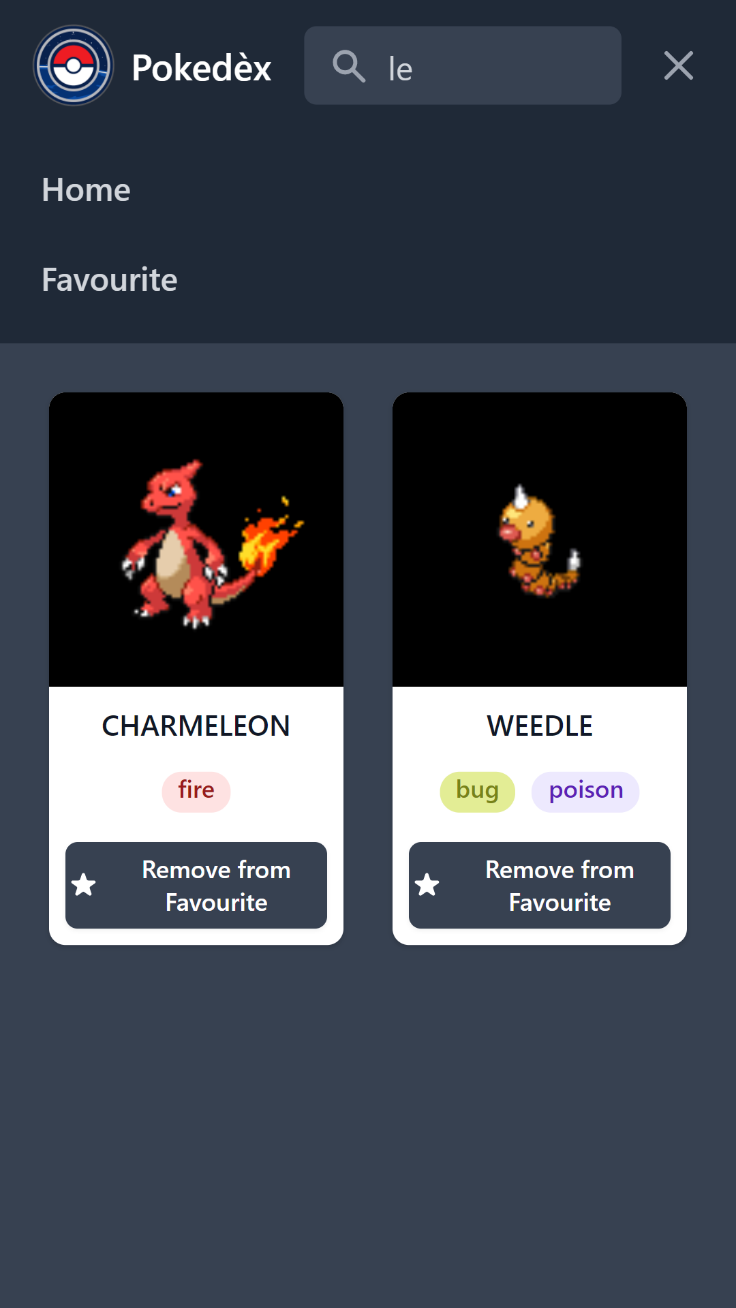 Pokedèx
le
Home
Favourite
CHARMELEON
fire
Remove from
Favourite
WEEDLE
bug poison
Remove from
Favourite